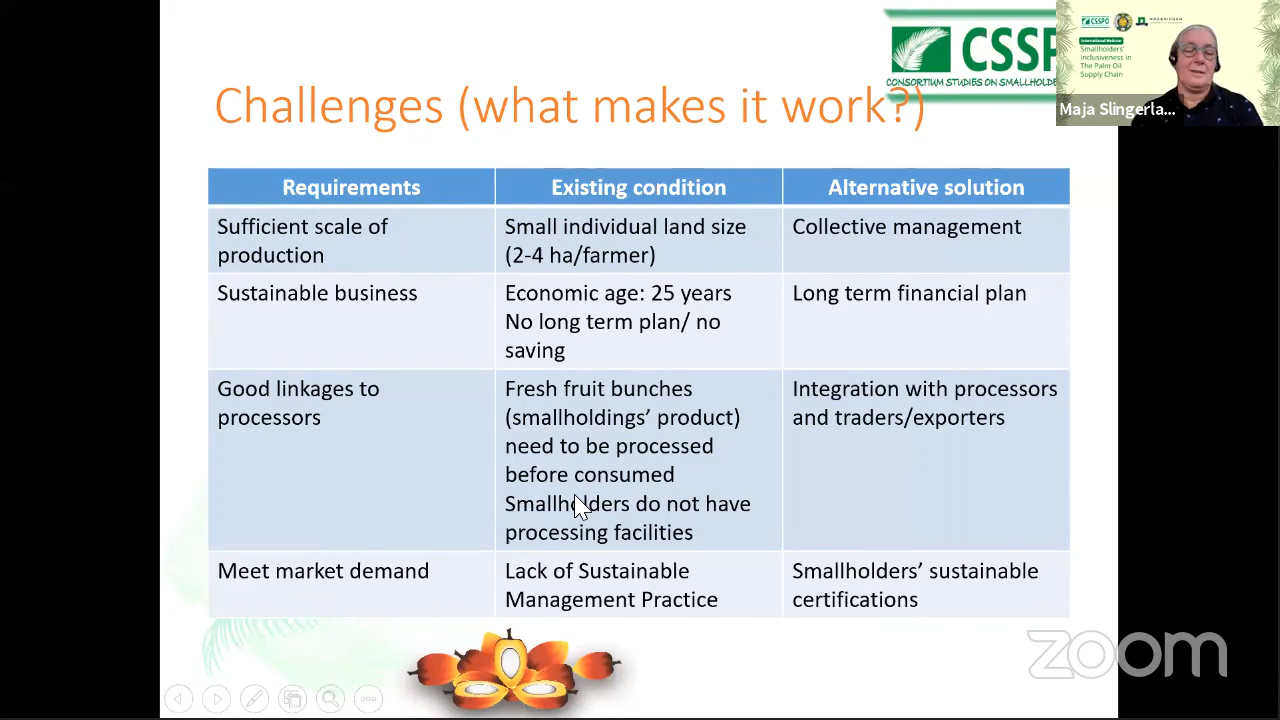 CSSPO
CONSORTIUM STUDIES ON SMALLHOLDE
Challenges (what makes it work?)
CSSPO
WAGENINGEN
International Webinar
Smallholders'
Inclusiveness in
The Palm Oil
Supply Chain
Maja Slingerla...
Requirements Existing condition Alternative solution
Sufficient scale of
production
Small individual land size
(2-4 ha/farmer)
Collective management
Sustainable business
Economic age: 25 years
No long term plan/ no
saving
Long term financial plan
Good linkages to
processors
Fresh fruit bunches
(smallholdings' product)
need to be processed
before consumed
Smallholders do not have
processing facilities
Integration with processors
and traders/exporters
Meet market demand
Lack of Sustainable
Management Practice
Smallholders' sustainable
certifications
zoom